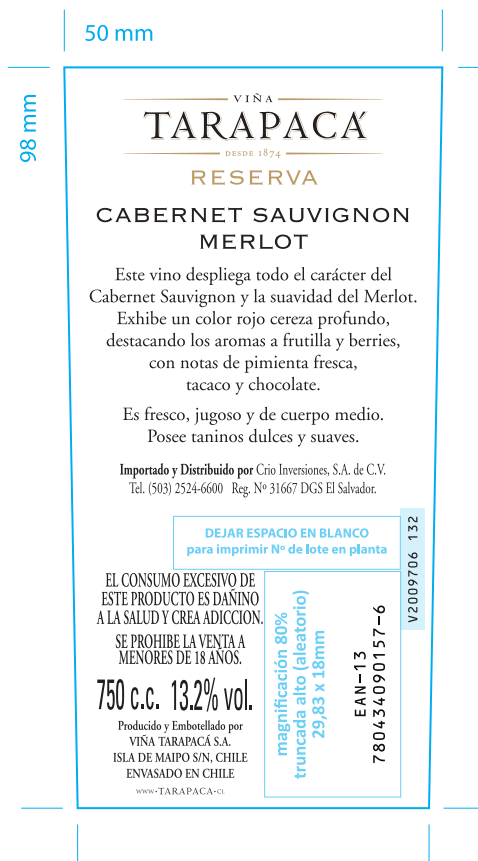 50 mm
98 mm
VIÑA
TARAPACÁ
DESDE 1874
RESERVA
CABERNET SAUVIGNON
MERLOT
Este vino despliega todo el carácter del
Cabernet Sauvignon y la suavidad del Merlot.
Exhibe un color rojo cereza profundo,
destacando los aromas a frutilla y berries,
con notas de pimienta fresca,
tacaco y chocolate.
Es fresco, jugoso y de cuerpo medio.
Posee taninos dulces y suaves.
Importado y Distribuido por Crio Inversiones, S.A. de C.V.
Tel. (503) 2524-6600 Reg. Nº 31667 DGS El Salvador.
DEJAR ESPACIO EN BLANCO
para imprimir Nº de lote en planta
V2009706 132
EL CONSUMO EXCESIVO DE
ESTE PRODUCTO ES DAÑINO
A LA SALUD Y CREA ADICCION.
SE PROHIBE LA VENTA A
MENORES DE 18 AÑOS.
750 c.c. 13.2% vol.
Producido y Embotellado por
VIÑA TARAPACÁ S.A.
ISLA DE MAIPO S/N, CHILE
ENVASADO EN CHILE
WWW·TARAPACA·CL
magnificación 80%
truncada alto (aleatorio)
29,83 x 18mm
EAN-13
780434090157-6